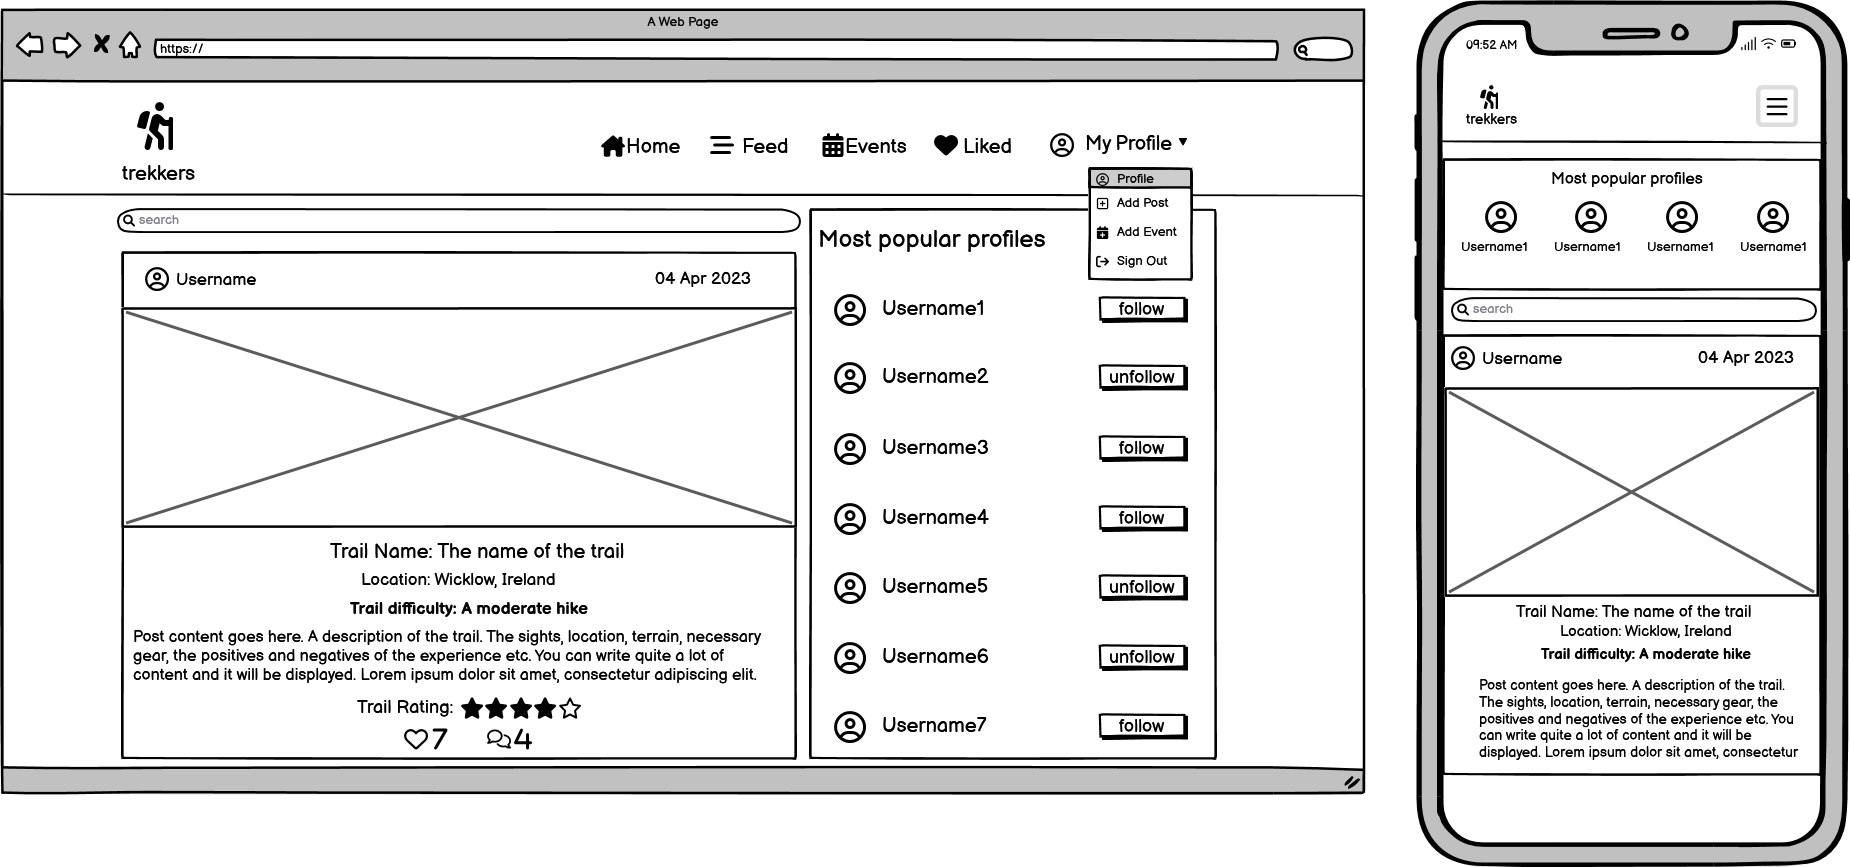 A Web Page
https://
trekkers
Home
Feed
Events
Liked
My Profile
Profile
Add Post
Add Event
Sign Out
search
Username
04 Apr 2023
Trail Name: The name of the trail
Location: Wicklow, Ireland
Trail difficulty: A moderate hike
Post content goes here. A description of the trail. The sights, location, terrain, necessary
gear, the positives and negatives of the experience etc. You can write quite a lot of
content and it will be displayed. Lorem ipsum dolor sit amet, consectetur adipiscing elit.
Trail Rating:
7
4
Most popular profiles
Username1
follow
Username2
unfollow
Username3
follow
Username4
follow
Username5
unfollow
Username6
unfollow
Username7
follow
09:52 AM
trekkers
Most popular profiles
Username1
Username1
Username1
Username1
search
Username
04 Apr 2023
Trail Name: The name of the trail
Location: Wicklow, Ireland
Trail difficulty: A moderate hike
Post content goes here. A description of the trail.
The sights, location, terrain, necessary gear, the
positives and negatives of the experience etc. You
can write quite a lot of content and it will be
displayed. Lorem ipsum dolor sit amet, consectetur